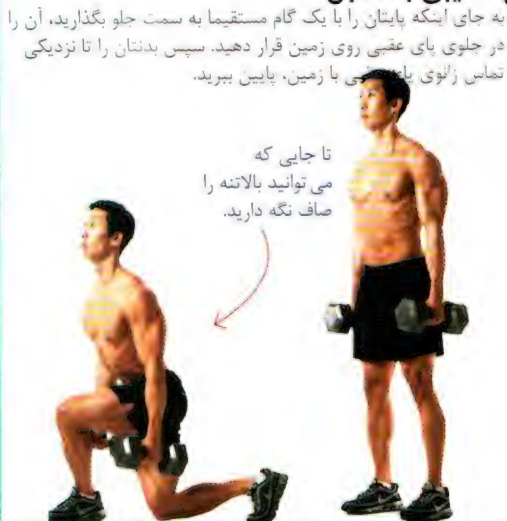 به جای اینکه پایتان را با یک گام مستقیما به سمت جلو بگذارید، آن را
در جلوی پای عقبی روی زمین قرار دهید. سپس بدنتان را تا نزدیکی
تماس زانوی با زمین، پایین ببرید.
تا جایی که
می توانید بالاتنه را
صاف نگه دارید.